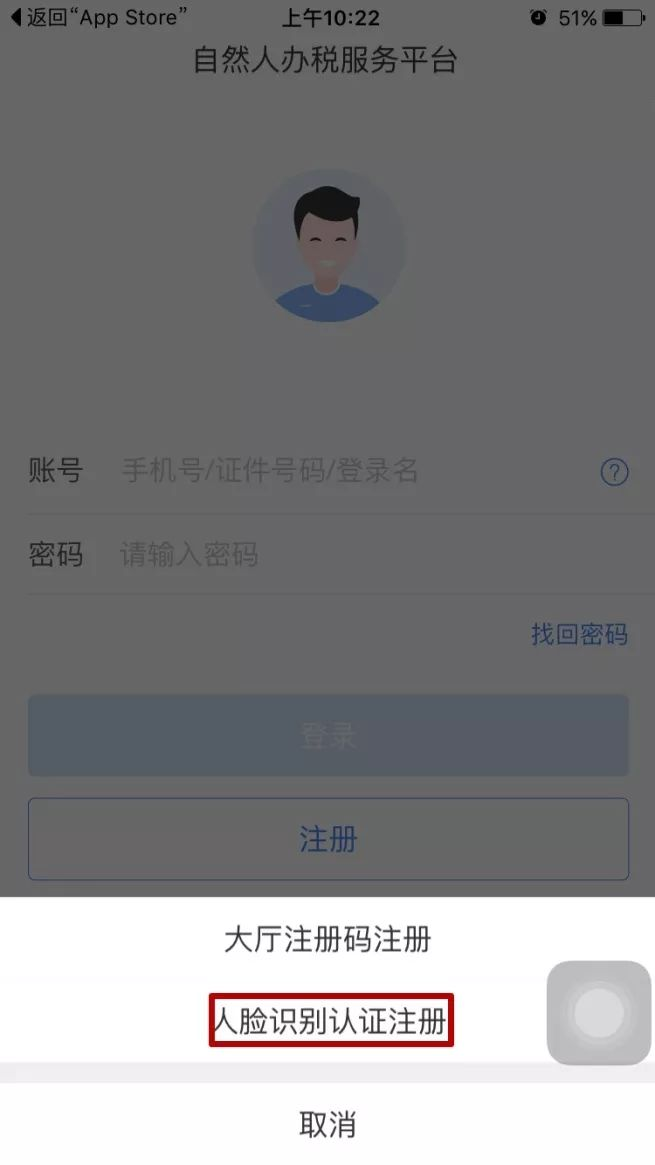 返回“App Store” 上午10:22 51%
自然人办税服务平台
账号 手机号/证件号码/登录名 ?
密码 请输入密码
找回密码
登录
注册
大厅注册码注册
人脸识别认证注册
取消